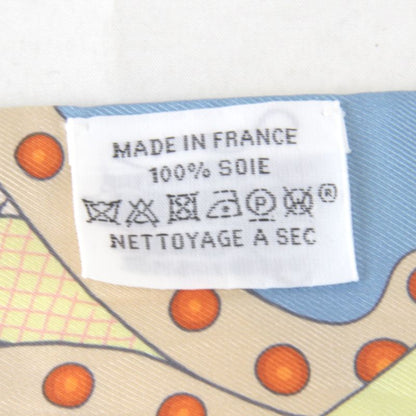 MADE IN FRANCE
100% SOIE
P W ®
NETTOYAGE A SEC